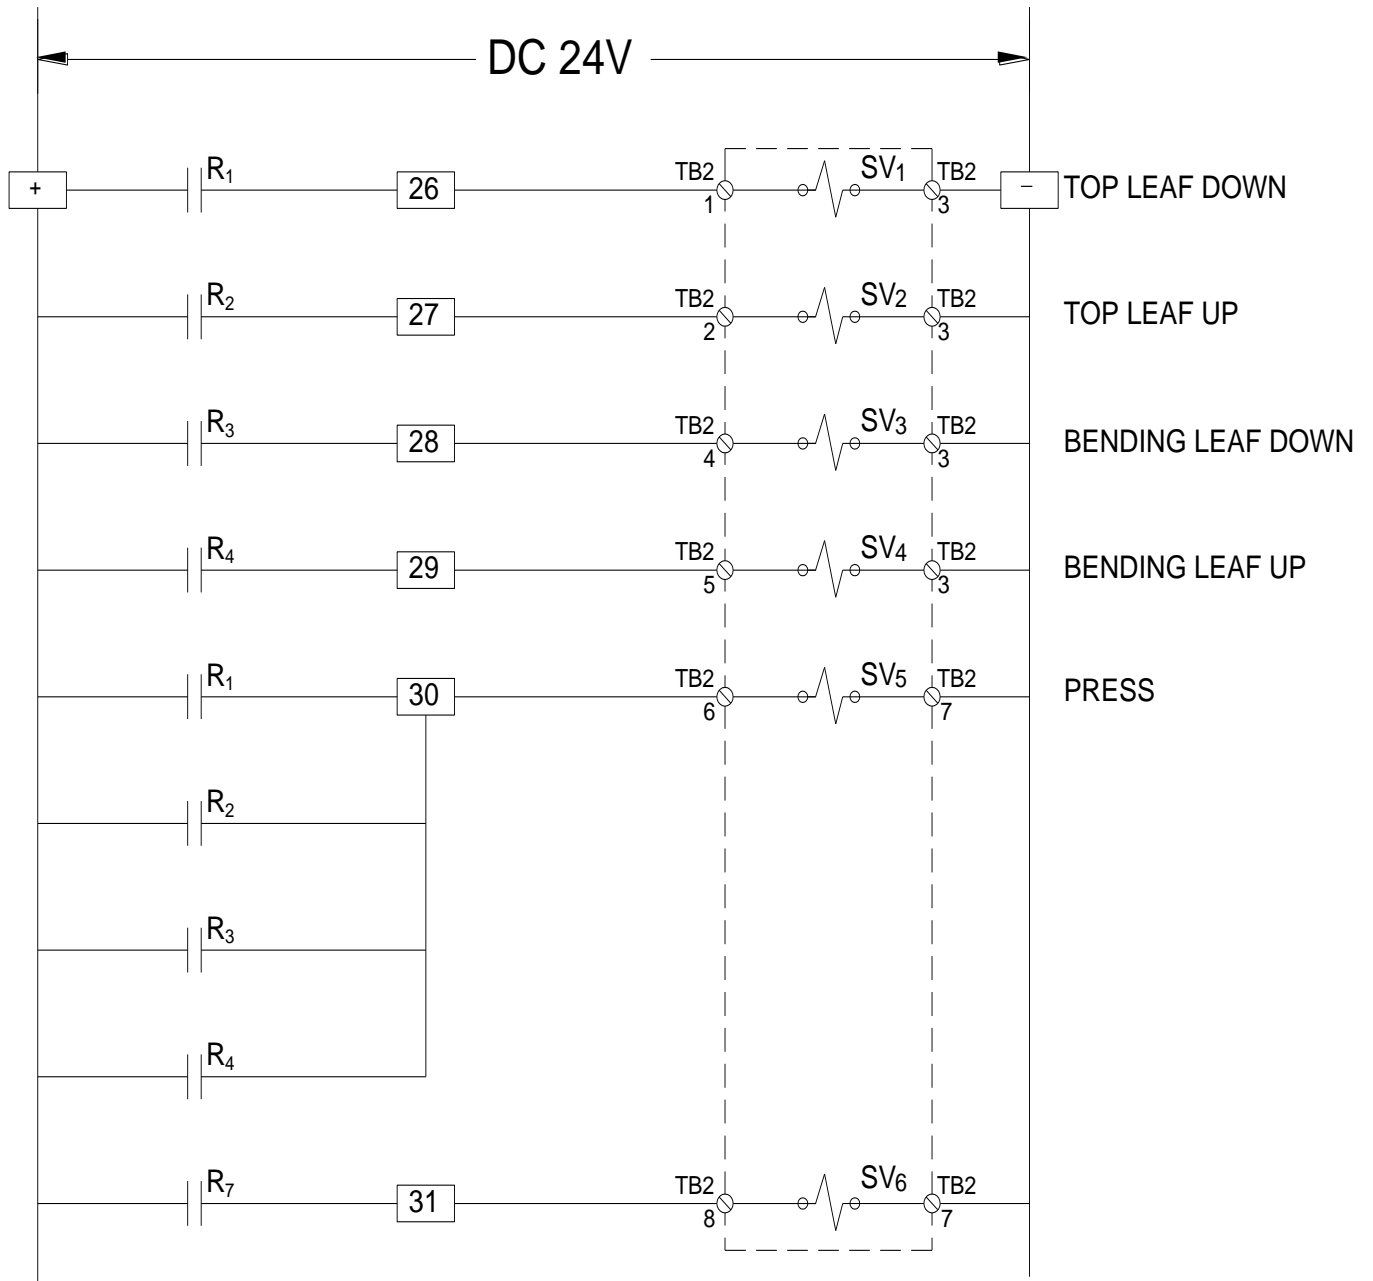 DC 24V
+ R1 26 TB2 1 SV1 TB2 3 – TOP LEAF DOWN
R2 27 TB2 2 SV2 TB2 3 TOP LEAF UP
R3 28 TB2 4 SV3 TB2 3 BENDING LEAF DOWN
R4 29 TB2 5 SV4 TB2 3 BENDING LEAF UP
R1 30 TB2 6 SV5 TB2 7 PRESS
R2
R3
R4
R7 31 TB2 8 SV6 TB2 7